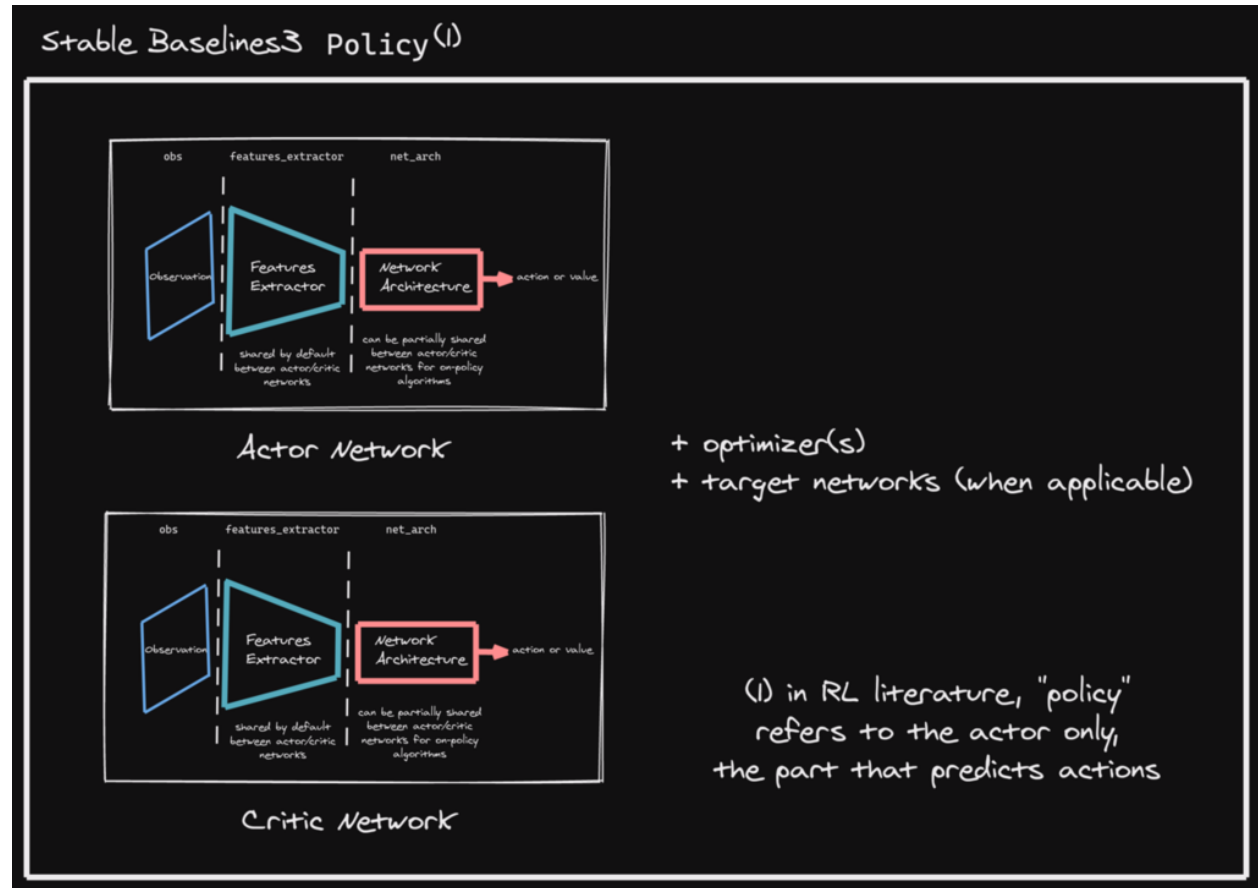 Stable Baselines3 Policy(1)
obs features_extractor net_arch
Observation
Features
Extractor
Network
Architecture
action or value
shared by default
between actor/critic
networks
can be partially shared
between actor/critic
networks for on-policy
algorithms
Actor Network
+ optimizer(s)
+ target networks (when applicable)
obs features_extractor net_arch
Observation
Features
Extractor
Network
Architecture
action or value
shared by default
between actor/critic
networks
can be partially shared
between actor/critic
networks for on-policy
algorithms
Critic Network
(1) in RL literature, "policy"
refers to the actor only,
the part that predicts actions